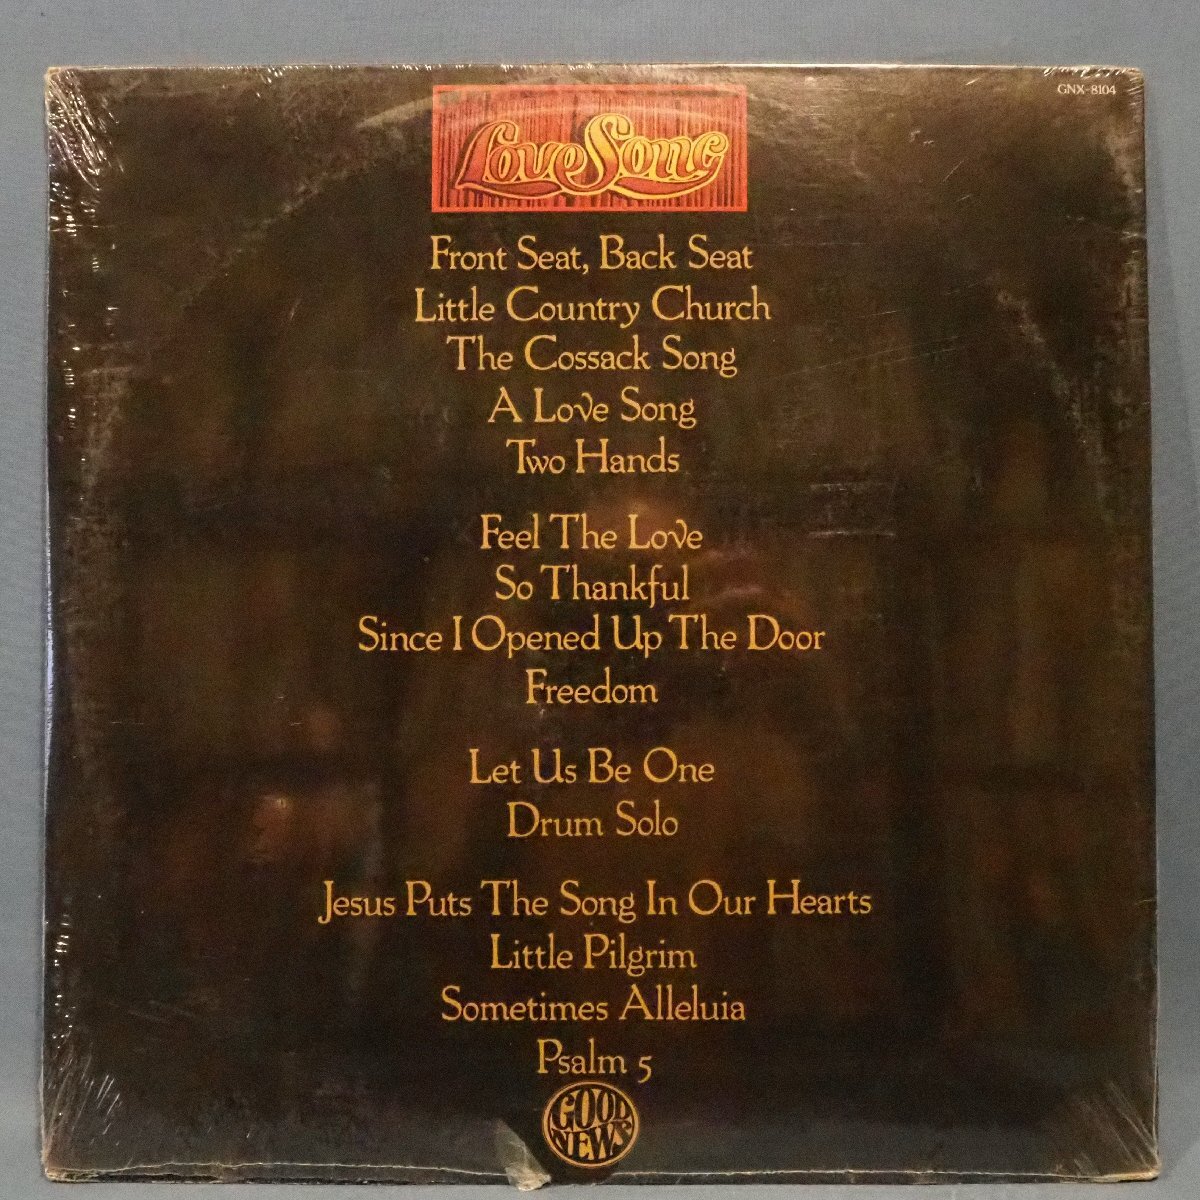 GNX-8104
Love Song
Front Seat, Back Seat
Little Country Church
The Cossack Song
A Love Song
Two Hands
Feel The Love
So Thankful
Since I Opened Up The Door
Freedom
Let Us Be One
Drum Solo
Jesus Puts The Song In Our Hearts
Little Pilgrim
Sometimes Alleluia
Psalm 5
GOOD
NEWS